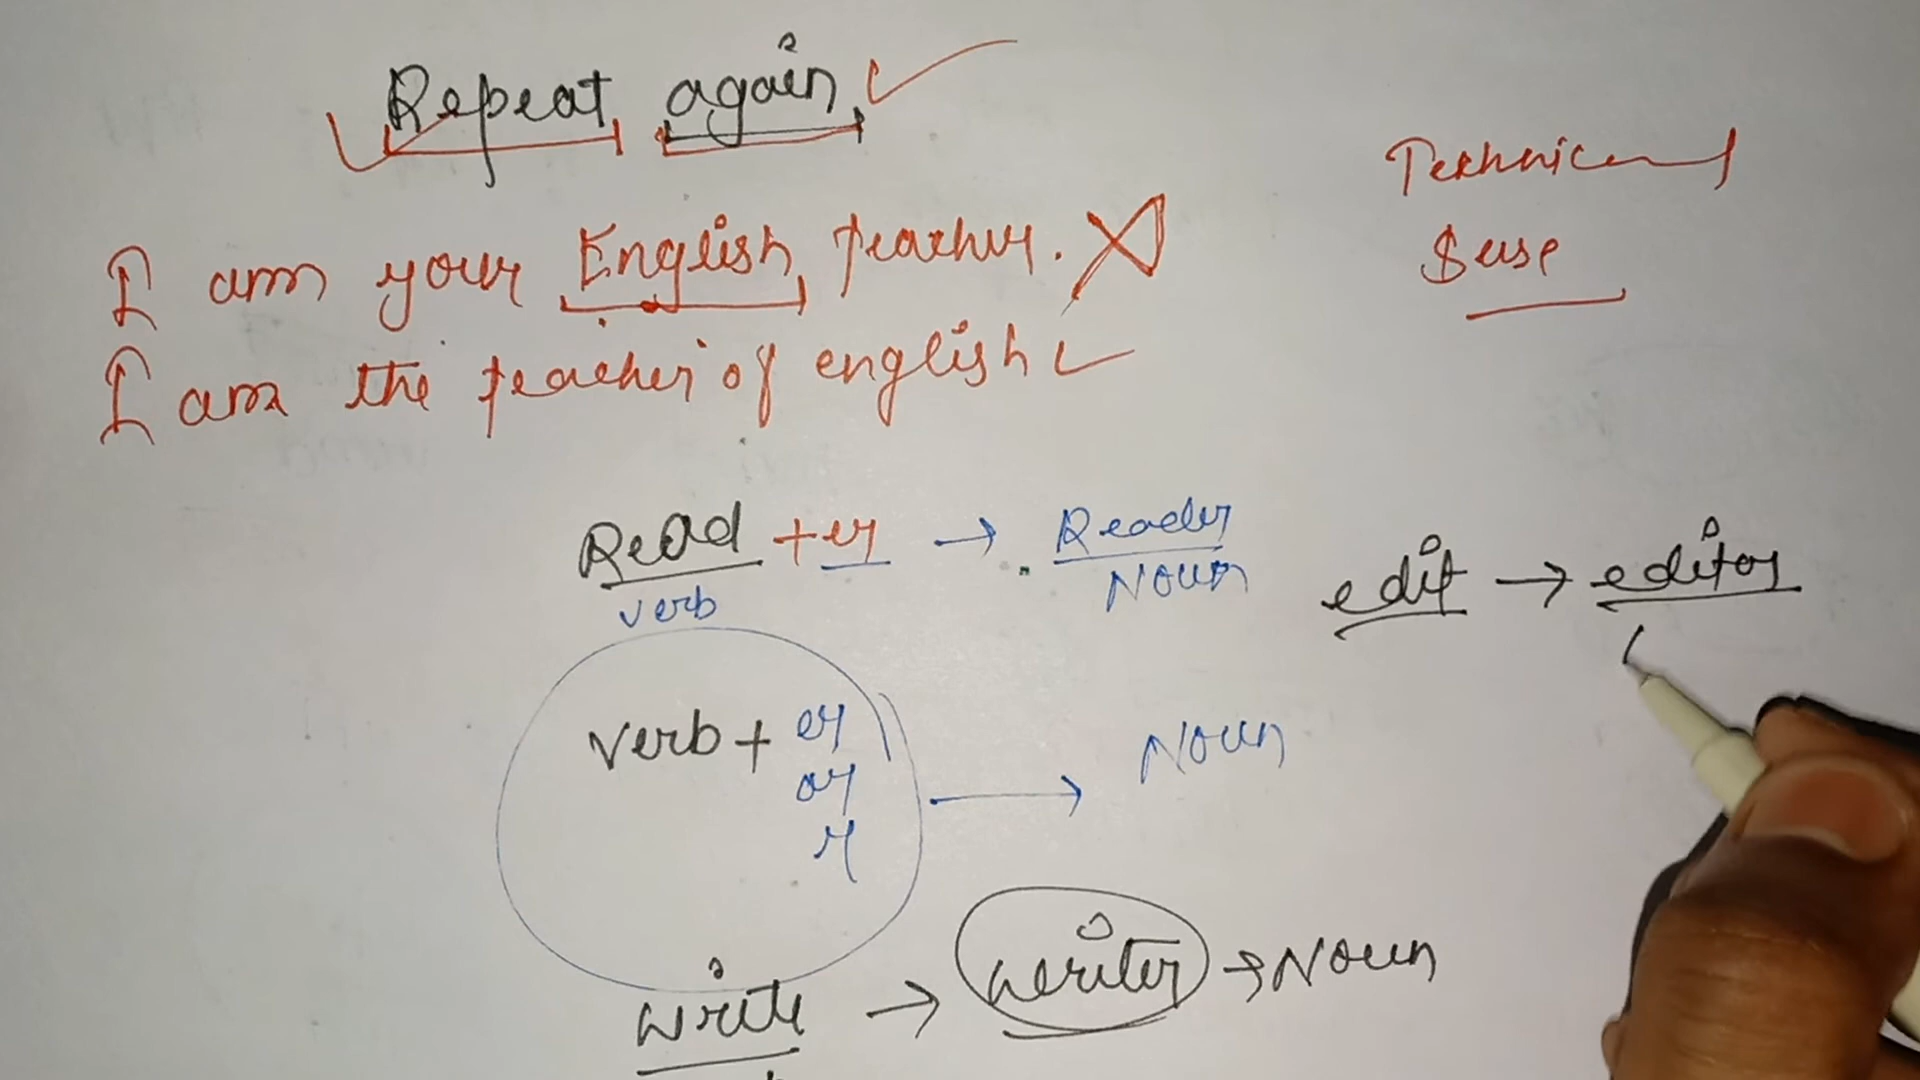 Repeat again
I am your English teacher.
I am the teacher of english
Technical
Sense
Read + er → Reader
verb
Noun
edit → editor
verb + er
or
r
→ Noun
write → writer → Noun